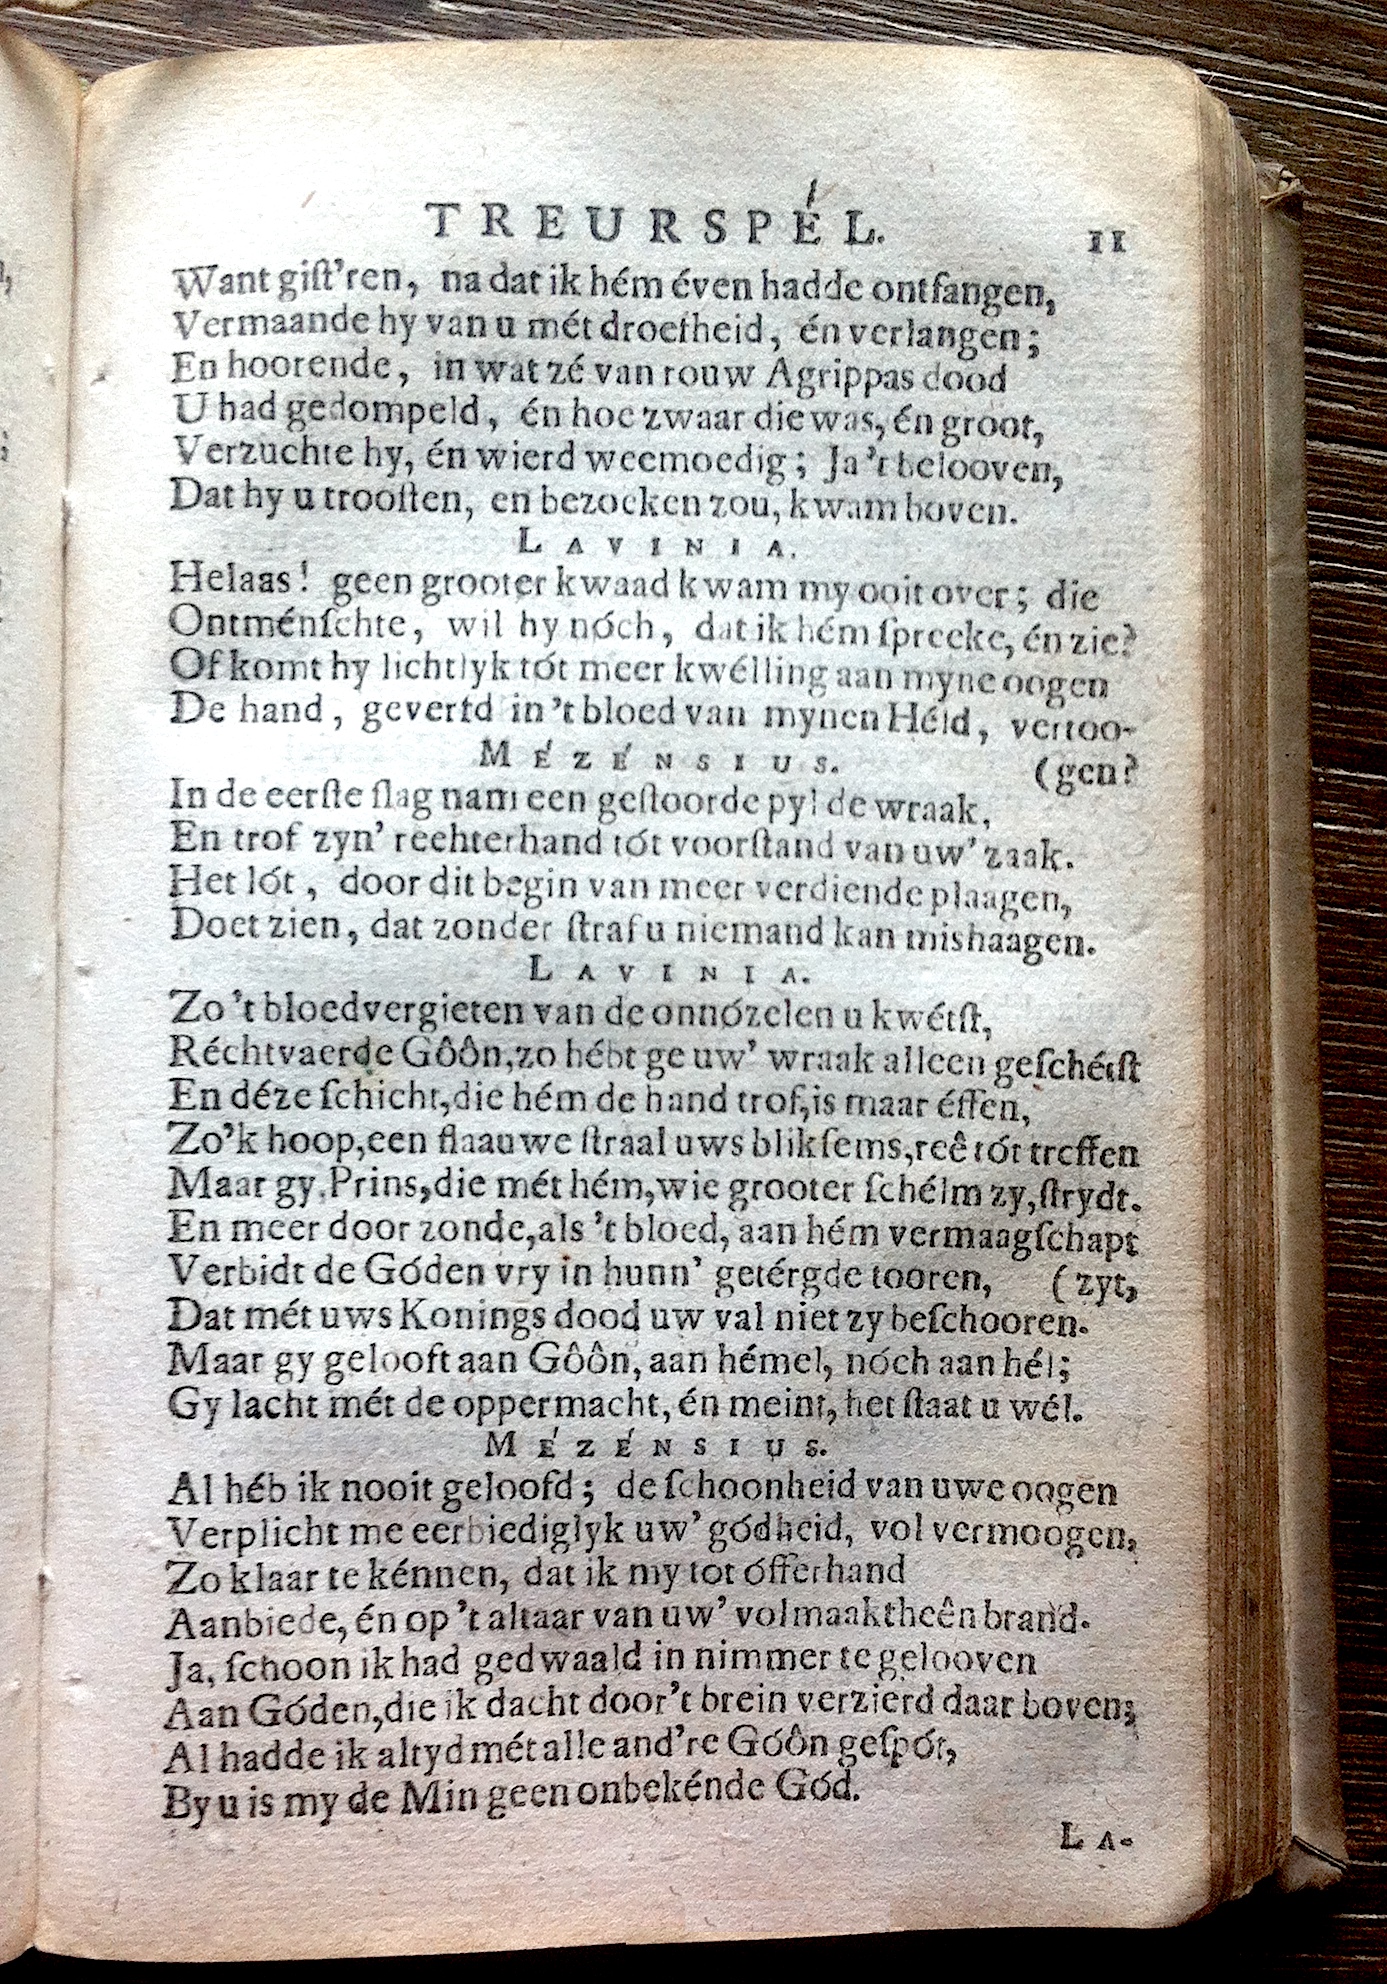 TREURSPÉL. 11
Want giſt’ren, na dat ik hém éven hadde ontfangen,
Vermaande hy van u mét droefheid, én verlangen;
En hoorende, in wat zé van rouw Agrippas dood
U had gedompeld, én hoe zwaar die was, én groot,
Verzuchte hy, én wierd weemoedig; Ja ’t belooven,
Dat hy u trooſten, en bezoeken zou, kwam boven.
LAVINIA.
Helaas! geen grooter kwaad kwam my ooit over; die
Ontménſchte, wil hy nóch, dat ik hém ſpreeke, én zie?
Of komt hy lichtlyk tót meer kwélling aan myne oogen
De hand, geverfd in ’t bloed van mynen Héld, vertoo-
MÉZÉNSIUS. (gen?
In de eerſte ſlag nam een geſtoorde pyl de wraak,
En trof zyn’ rechterhand tót voorſtand van uw’ zaak.
Het lót, door dit begin van meer verdiende plaagen,
Doet zien, dat zonder ſtraf u niemand kan mishaagen.
LAVINIA.
Zo ’t bloedvergieten van de onnózelen u kwétſt,
Réchtvaerde Gôôn, zo hébt ge uw’ wraak alleen geſchétſt
En déze ſchicht, die hém de hand trof, is maar éffen,
Zo’k hoop, een flaauwe ſtraal uws blikſems, reê tót treffen
Maar gy, Prins, die mét hém, wie grooter ſchélm zy, ſtrydt.
En meer door zonde, als ’t bloed, aan hém vermaagſchapt
Verbidt de Góden vry in hunn’ getérgde tooren, (zyt,
Dat mét uws Konings dood uw val niet zy beſchooren.
Maar gy gelooft aan Gôôn, aan hémel, nóch aan hél;
Gy lacht mét de oppermacht, én meint, het ſtaat u wél.
MÉZÉNSIUS.
Al héb ik nooit geloofd; de ſchoonheid van uwe oogen
Verplicht me eerbiediglyk uw’ gódheid, vol vermoogen,
Zo klaar te kénnen, dat ik my tot óffferhand
Aanbiede, én op ’t altaar van uw’ volmaaktheên brand.
Ja, ſchoon ik had gedwaald in nimmer te gelooven
Aan Góden, die ik dacht door’t brein verzierd daar boven;
Al hadde ik altyd mét alle and’re Góôn geſpót,
By u is my de Min geen onbekénde Gód.
LA-